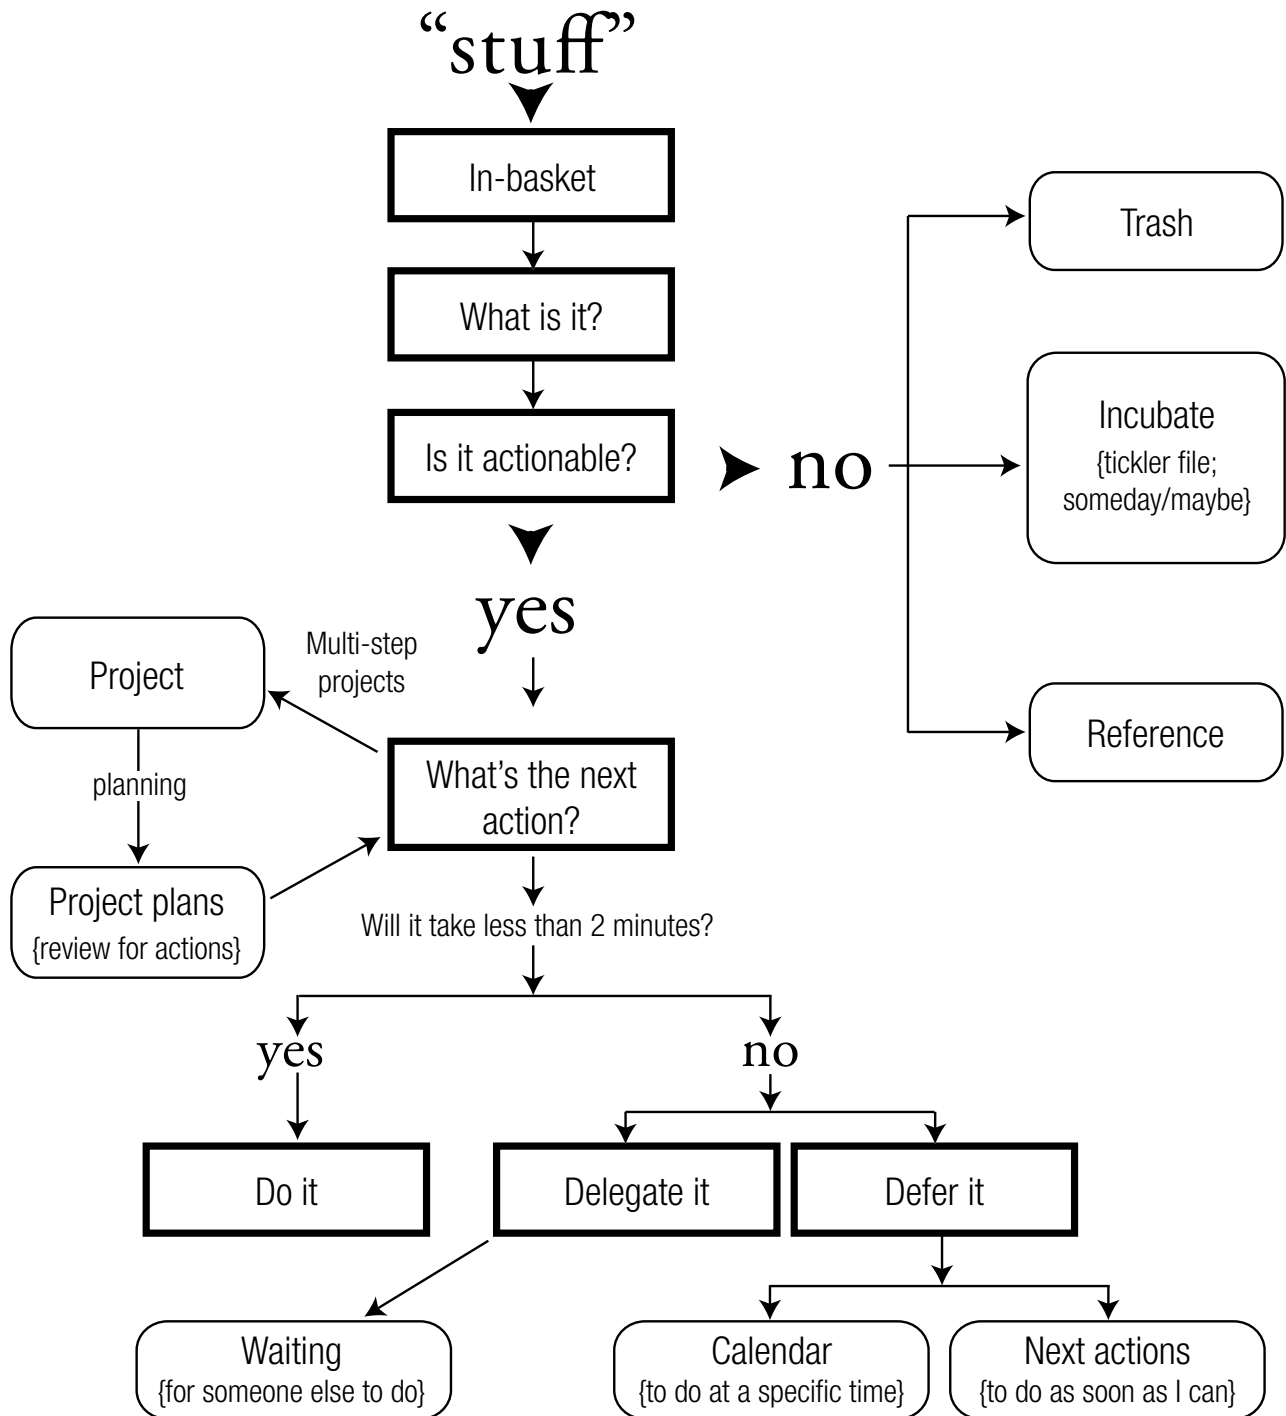 “stuff”
In-basket
What is it?
Is it actionable?
no
Trash
Incubate
{tickler file;
someday/maybe}
Reference
yes
Multi-step
projects
Project
planning
Project plans
{review for actions}
What’s the next
action?
Will it take less than 2 minutes?
yes
no
Do it
Delegate it
Defer it
Waiting
{for someone else to do}
Calendar
{to do at a specific time}
Next actions
{to do as soon as I can}